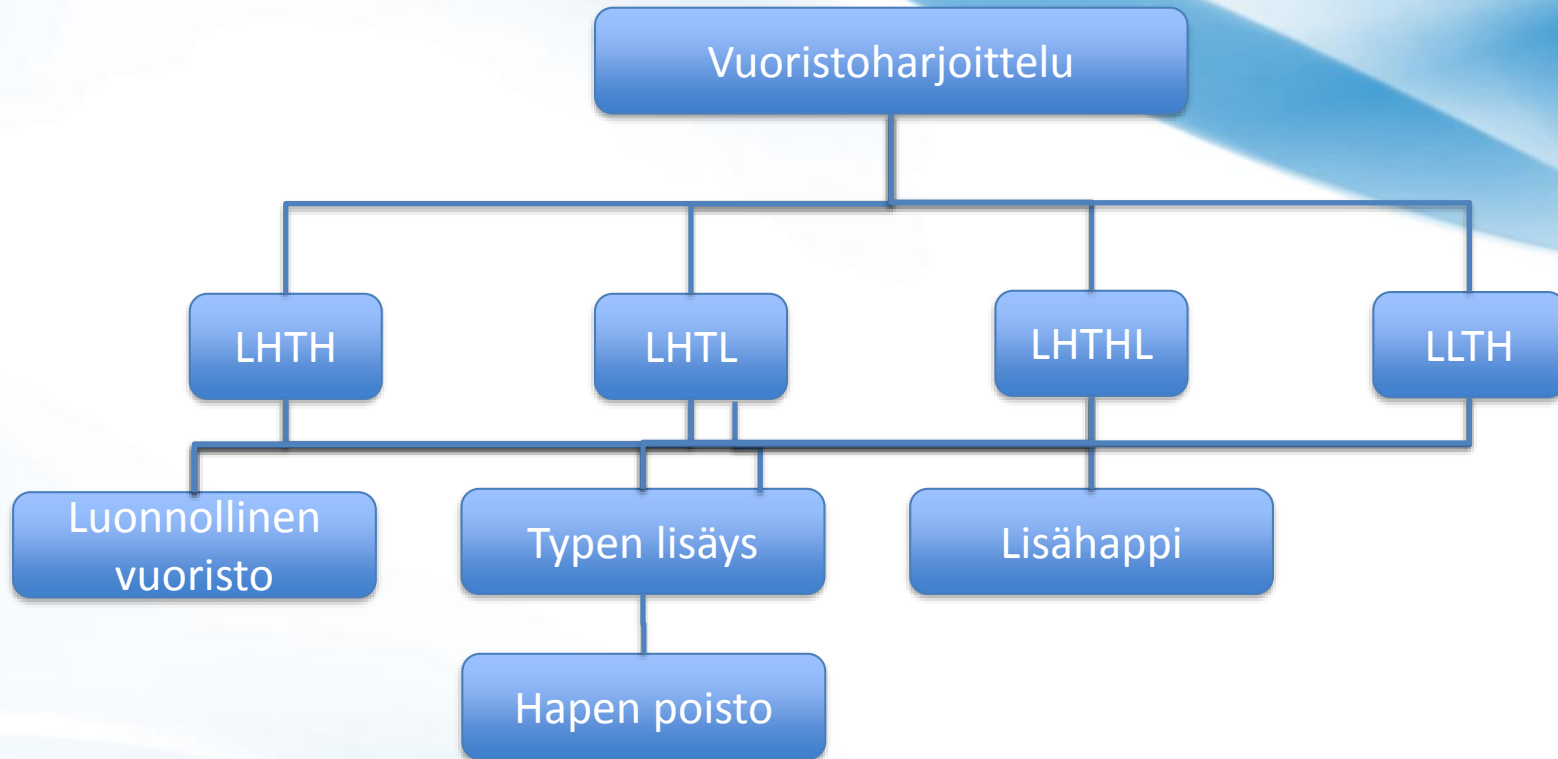 Vuoristoharjoittelu
LHTH
LHTL
LHTHL
LLTH
Luonnollinen
vuoristo
Typen lisäys
Lisähappi
Hapen poisto